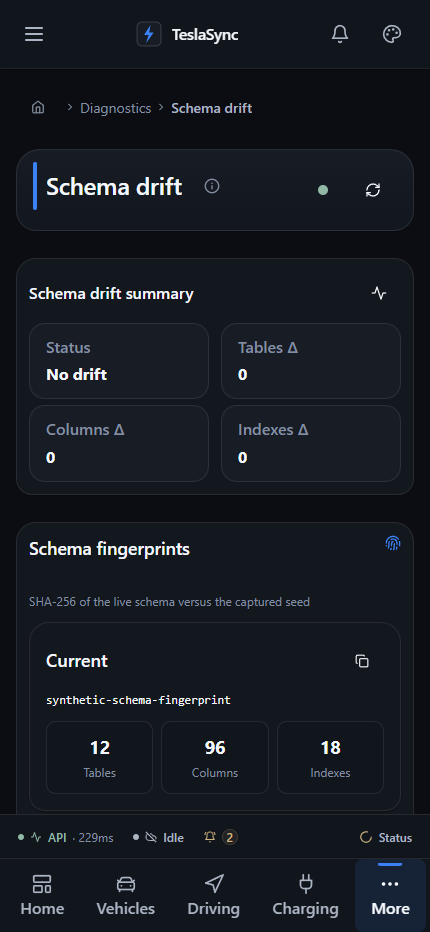 TeslaSync
Diagnostics > Schema drift
Schema drift
Schema drift summary
Status
No drift
Tables Δ
0
Columns Δ
0
Indexes Δ
0
Schema fingerprints
SHA-256 of the live schema versus the captured seed
Current
synthetic-schema-fingerprint
12
Tables
96
Columns
18
Indexes
API · 229ms
Idle
2
Status
Home
Vehicles
Driving
Charging
More